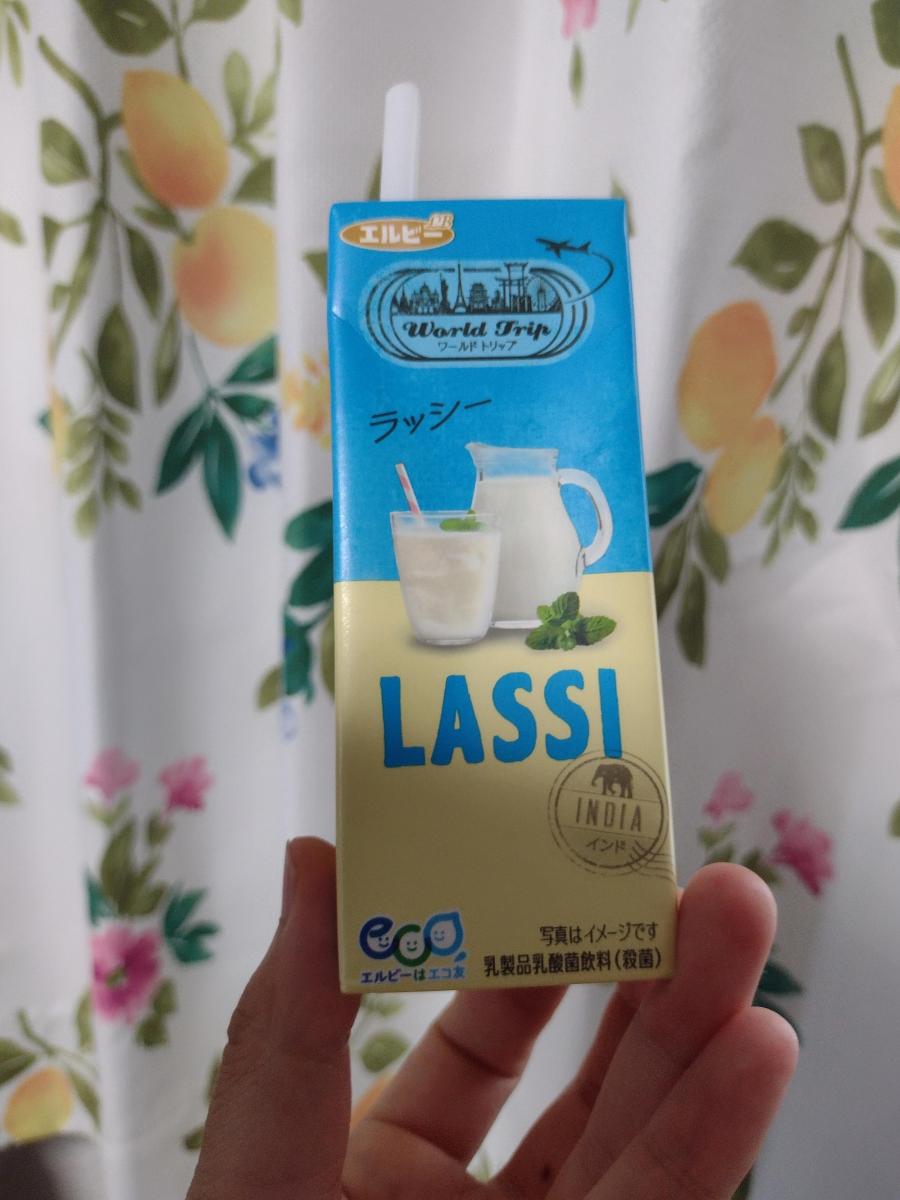 エルビー LB
World Trip
ワールド トリップ
ラッシー
LASSI
INDIA
インド
eco
エルビーはエコ友
写真はイメージです
乳製品乳酸菌飲料(殺菌)